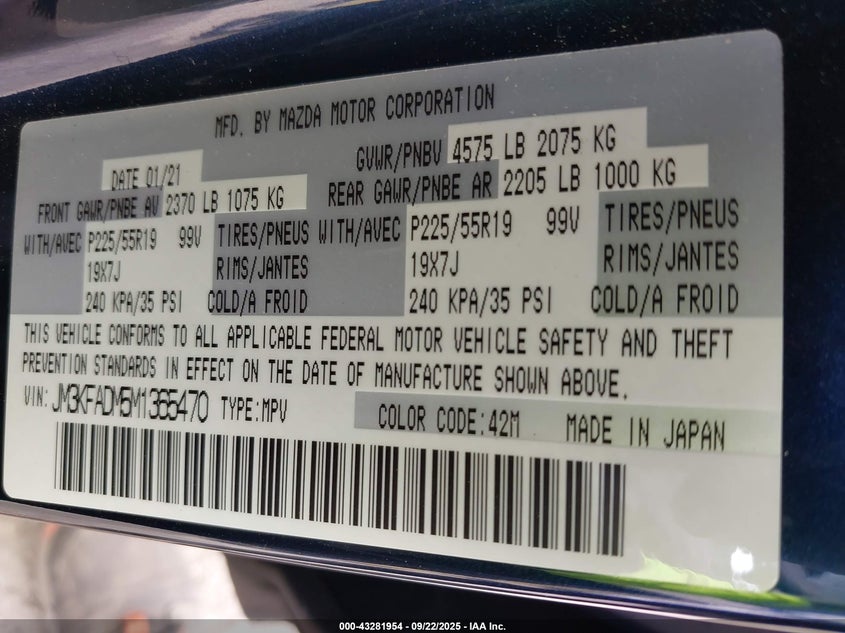 MFD. BY MAZDA MOTOR CORPORATION
DATE 01/21 GVWR/PNBV 4575 LB 2075 KG
FRONT GAWR/PNBE AV 2370 LB 1075 KG REAR GAWR/PNBE AR 2205 LB 1000 KG
WITH/AVEC P225/55R19 99V TIRES/PNEUS WITH/AVEC P225/55R19 99V TIRES/PNEUS
19X7J RIMS/JANTES 19X7J RIMS/JANTES
240 KPA/35 PSI COLD/A FROID 240 KPA/35 PSI COLD/A FROID
THIS VEHICLE CONFORMS TO ALL APPLICABLE FEDERAL MOTOR VEHICLE SAFETY AND THEFT
PREVENTION STANDARDS IN EFFECT ON THE DATE OF MANUFACTURE SHOWN ABOVE.
VIN: JM3KFADM5M1365470 TYPE:MPV COLOR CODE:42M MADE IN JAPAN
000-43281954 - 09/22/2025 - IAA Inc.